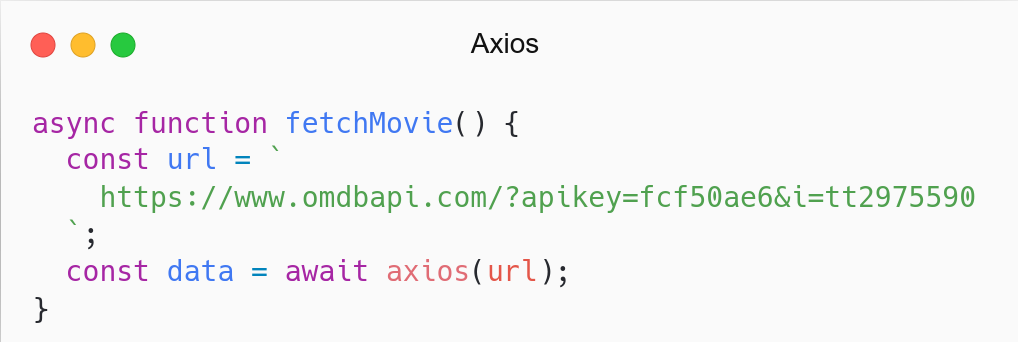 Axios
async function fetchMovie() {
  const url = `
    https://www.omdbapi.com/?apikey=fcf50ae6&i=tt2975590
  `;
  const data = await axios(url);
}